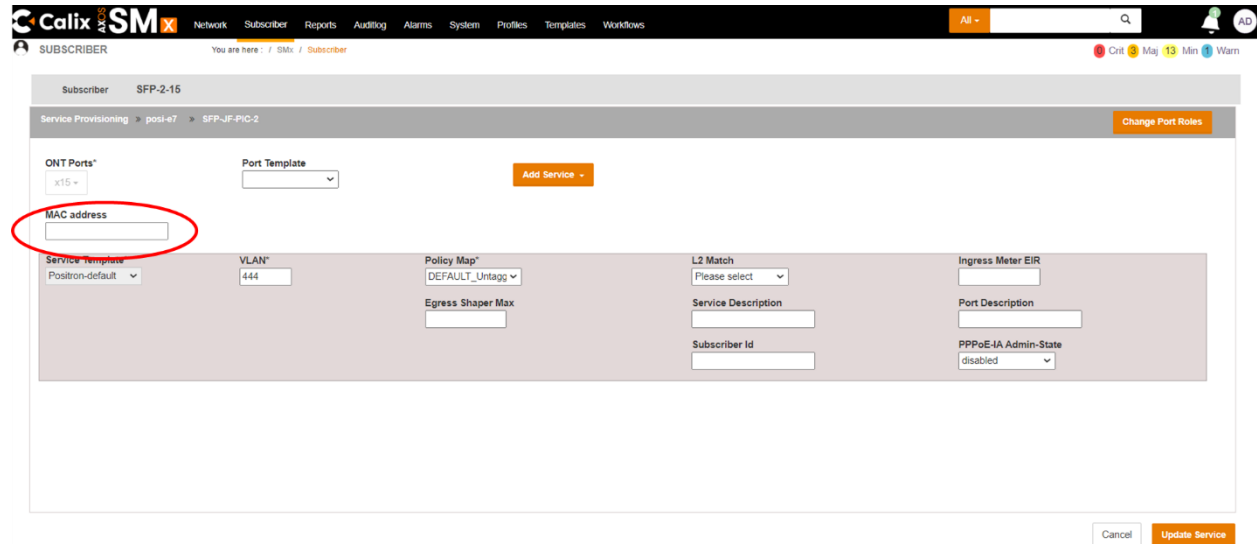 Calix AXOS SMx Network Subscriber Reports Auditlog Alarms System Profiles Templates Workflows All AD
SUBSCRIBER You are here : / SMx / Subscriber 0 Crit 3 Maj 13 Min 1 Warn
Subscriber SFP-2-15
Service Provisioning » posi-e7 » SFP-JF-PIC-2 Change Port Roles
ONT Ports* Port Template
x15 Add Service
MAC address
Service Template* VLAN* Policy Map* L2 Match Ingress Meter EIR
Positron-default 444 DEFAULT_Untagg Please select
Egress Shaper Max Service Description Port Description
Subscriber Id PPPoE-IA Admin-State
disabled
Cancel Update Service